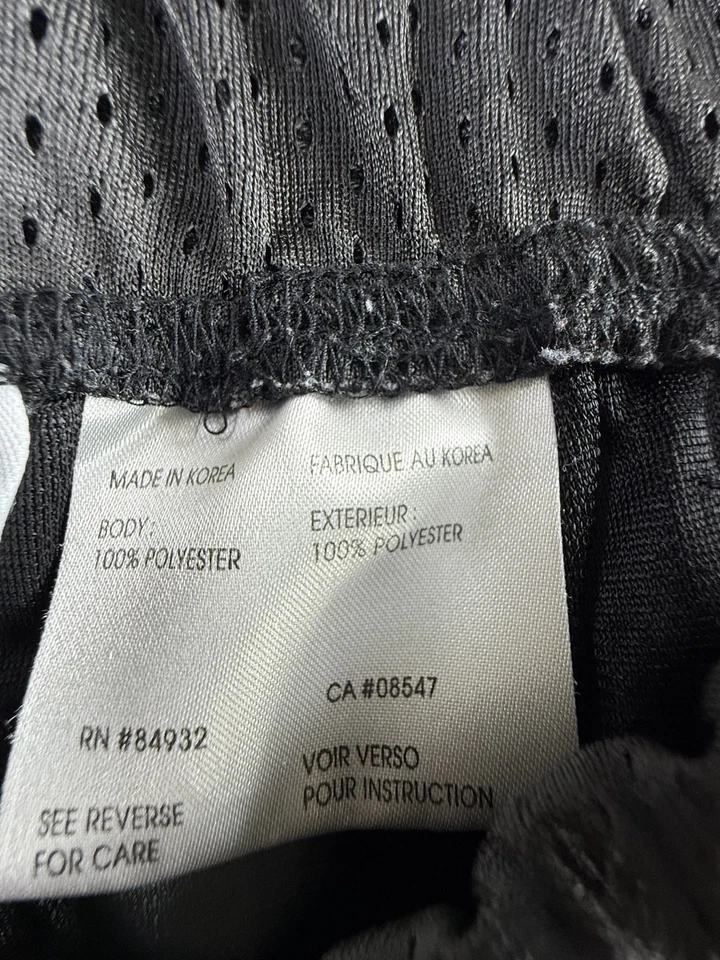 MADE IN KOREA
BODY:
100% POLYESTER
RN #84932
SEE REVERSE
FOR CARE
FABRIQUE AU KOREA
EXTERIEUR:
100% POLYESTER
CA #08547
VOIR VERSO
POUR INSTRUCTION